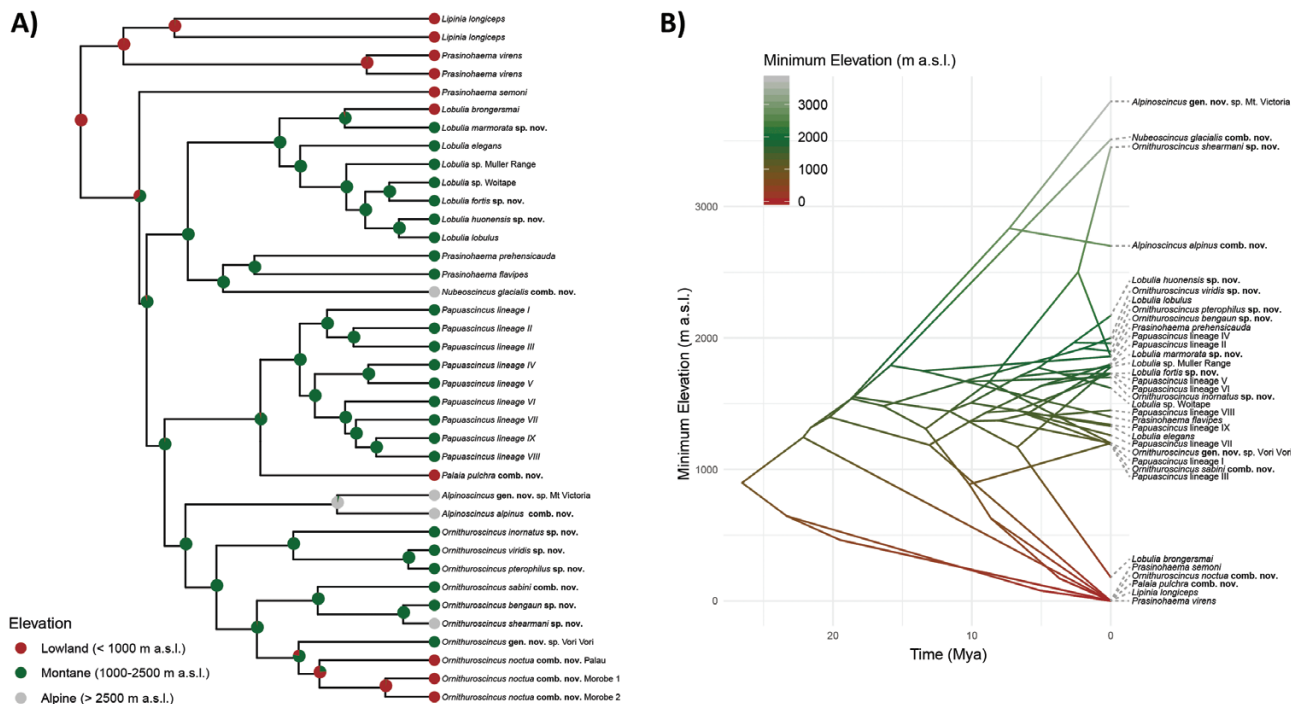 A)
Lipinia longiceps
Lipinia longiceps
Prasinohaema virens
Prasinohaema virens
Prasinohaema semoni
Lobulia brongersmai
Lobulia marmorata sp. nov.
Lobulia elegans
Lobulia sp. Muller Range
Lobulia sp. Woitape
Lobulia fortis sp. nov.
Lobulia huonensis sp. nov.
Lobulia lobulus
Prasinohaema prehensicauda
Prasinohaema flavipes
Nubeoscincus glacialis comb. nov.
Papuascincus lineage I
Papuascincus lineage II
Papuascincus lineage III
Papuascincus lineage IV
Papuascincus lineage V
Papuascincus lineage VI
Papuascincus lineage VII
Papuascincus lineage IX
Papuascincus lineage VIII
Palaia pulchra comb. nov.
Alpinoscincus gen. nov. sp. Mt Victoria
Alpinoscincus alpinus comb. nov.
Ornithuroscincus inornatus sp. nov.
Ornithuroscincus viridis sp. nov.
Ornithuroscincus pterophilus sp. nov.
Ornithuroscincus sabini comb. nov.
Ornithuroscincus bengaun sp. nov.
Ornithuroscincus shearmani sp. nov.
Ornithuroscincus gen. nov. sp. Vori Vori
Ornithuroscincus noctua comb. nov. Palau
Ornithuroscincus noctua comb. nov. Morobe 1
Ornithuroscincus noctua comb. nov. Morobe 2
Elevation
Lowland (< 1000 m a.s.l.)
Montane (1000-2500 m a.s.l.)
Alpine (> 2500 m a.s.l.)
B)
Minimum Elevation (m a.s.l.)
3000
2000
1000
0
Minimum Elevation (m a.s.l.)
3000
2000
1000
0
20
10
0
Time (Mya)
Alpinoscincus gen. nov. sp. Mt. Victoria
Nubeoscincus glacialis comb. nov.
Ornithuroscincus shearmani sp. nov.
Alpinoscincus alpinus comb. nov.
Lobulia huonensis sp. nov.
Ornithuroscincus viridis sp. nov.
Lobulia lobulus
Ornithuroscincus pterophilus sp. nov.
Ornithuroscincus bengaun sp. nov.
Prasinohaema prehensicauda
Papuascincus lineage IV
Papuascincus lineage II
Lobulia marmorata sp. nov.
Lobulia sp. Muller Range
Lobulia fortis sp. nov.
Papuascincus lineage V
Papuascincus lineage VI
Ornithuroscincus inornatus sp. nov.
Lobulia sp. Woitape
Papuascincus lineage VIII
Prasinohaema flavipes
Papuascincus lineage IX
Lobulia elegans
Papuascincus lineage VII
Ornithuroscincus gen. nov. sp. Vori Vori
Papuascincus lineage I
Ornithuroscincus sabini comb. nov.
Papuascincus lineage III
Lobulia brongersmai
Prasinohaema semoni
Ornithuroscincus noctua comb. nov.
Palaia pulchra comb. nov.
Lipinia longiceps
Prasinohaema virens